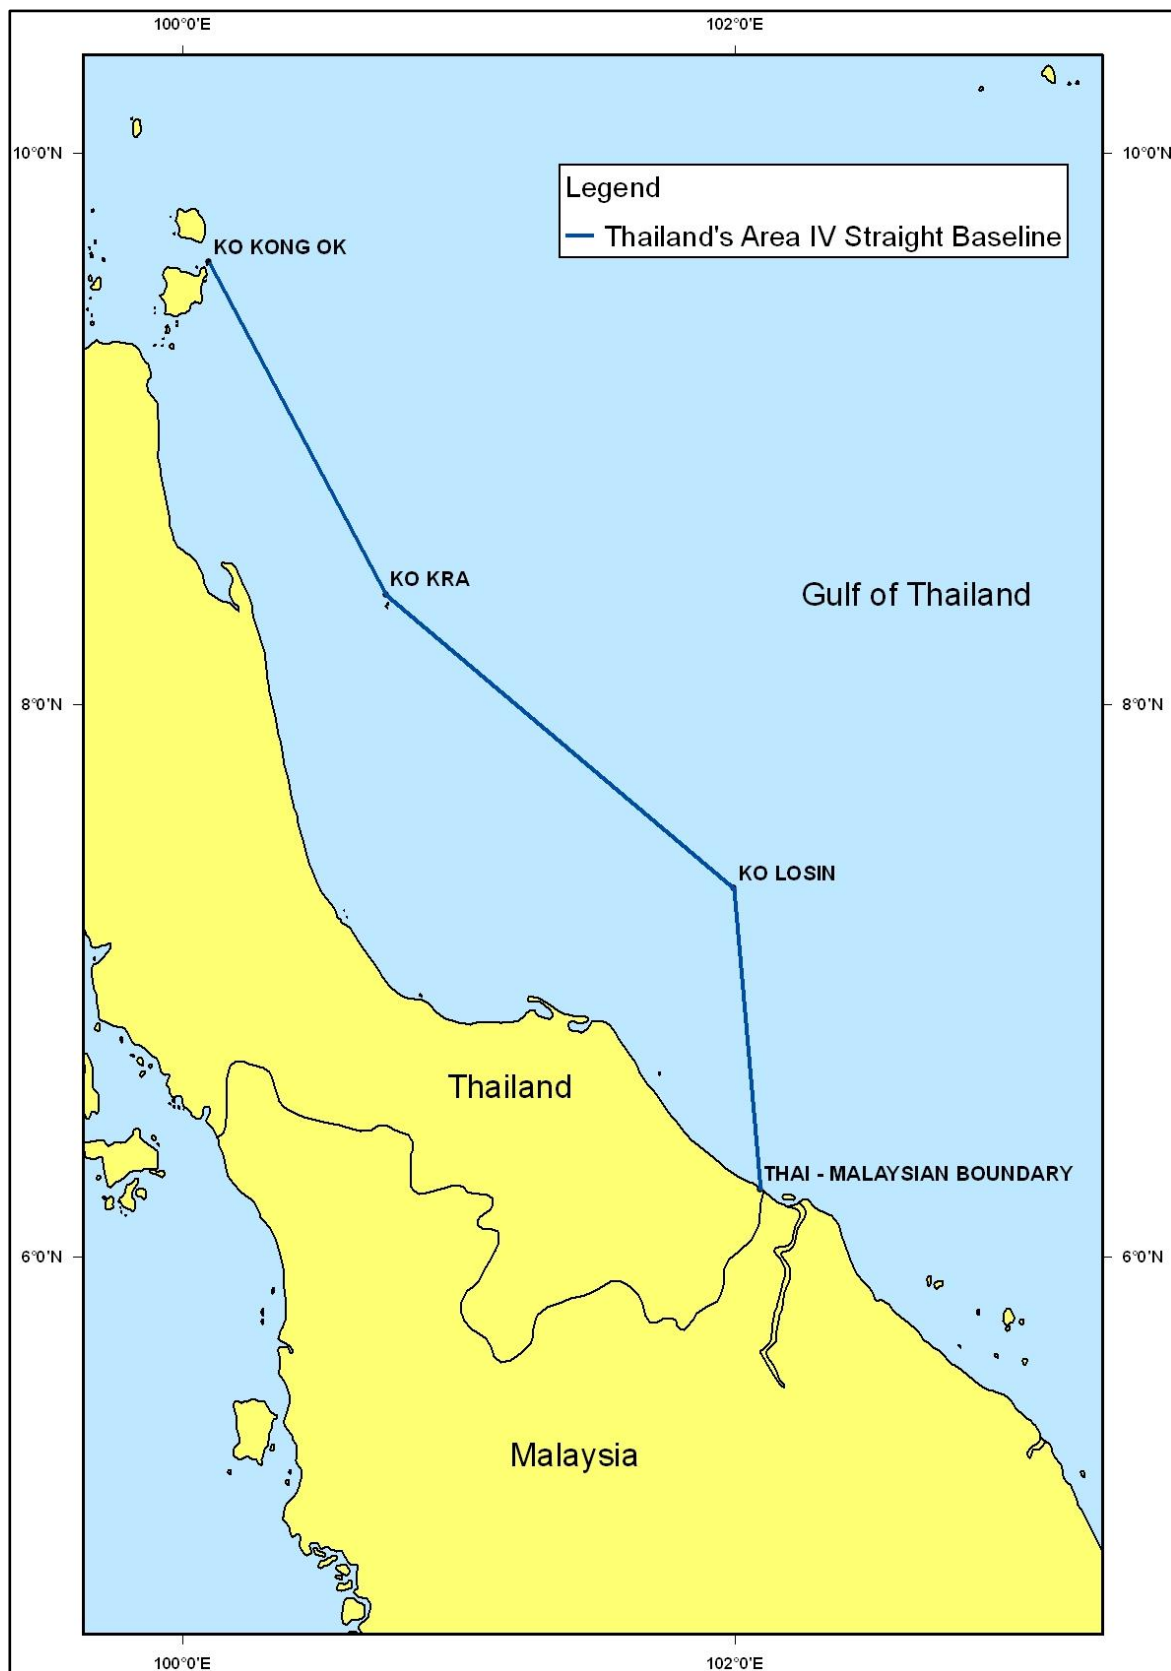 100°0'E 102°0'E
10°0'N 10°0'N
Legend
Thailand's Area IV Straight Baseline
KO KONG OK
KO KRA
Gulf of Thailand
8°0'N 8°0'N
KO LOSIN
Thailand
THAI - MALAYSIAN BOUNDARY
6°0'N 6°0'N
Malaysia
100°0'E 102°0'E